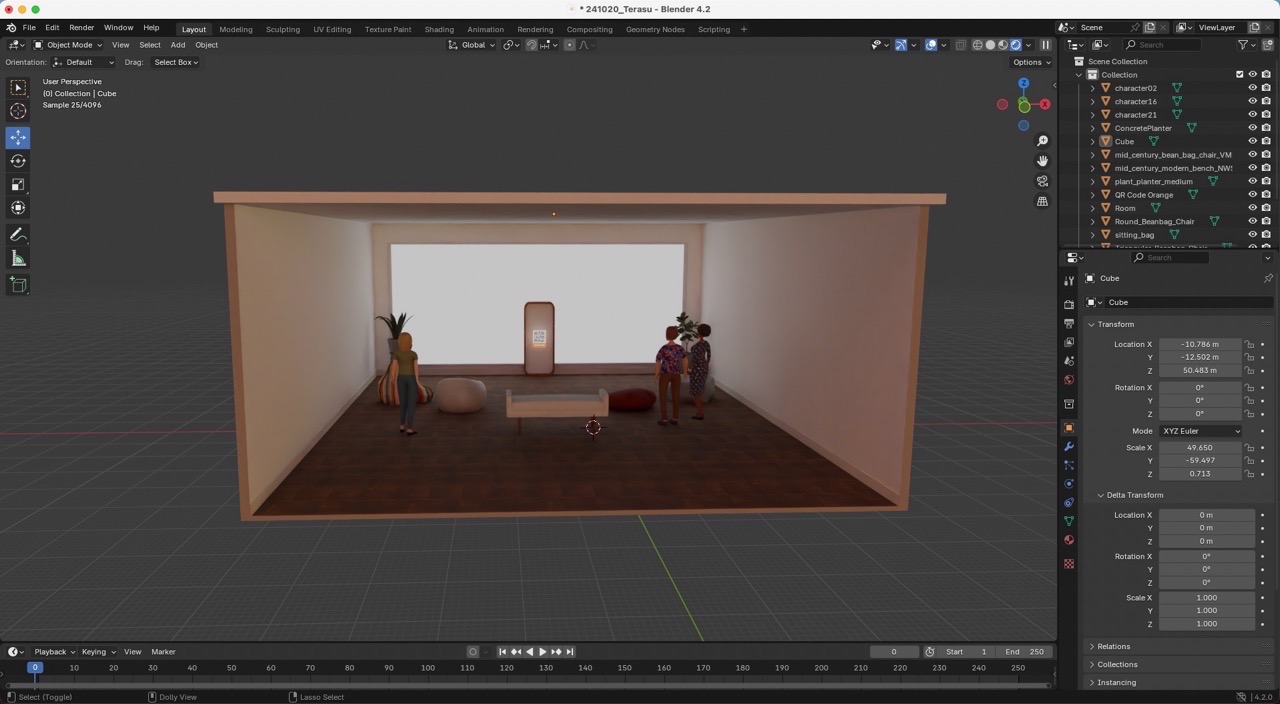 * 241020_Terasu - Blender 4.2
File Edit Render Window Help Layout Modeling Sculpting UV Editing Texture Paint Shading Animation Rendering Compositing Geometry Nodes Scripting + Scene ViewLayer
Object Mode View Select Add Object Global Search
Orientation: Default Drag: Select Box Options
User Perspective
(0) Collection | Cube
Sample 25/4096
Z
X
Scene Collection
Collection
character02
character16
character21
ConcretePlanter
Cube
mid_century_bean_bag_chair_VM
mid_century_modern_bench_NW
plant_planter_medium
QR Code Orange
Room
Round_Beanbag_Chair
sitting_bag
Search
Cube
Cube
Transform
Location X -10.786 m
Y -12.502 m
Z 50.483 m
Rotation X 0°
Y 0°
Z 0°
Mode XYZ Euler
Scale X 49.650
Y -59.497
Z 0.713
Delta Transform
Location X 0 m
Y 0 m
Z 0 m
Rotation X 0°
Y 0°
Z 0°
Scale X 1.000
Y 1.000
Z 1.000
Relations
Collections
Instancing
Playback Keying View Marker 0 Start 1 End 250
0 10 20 30 40 50 60 70 80 90 100 110 120 130 140 150 160 170 180 190 200 210 220 230 240 250
Select (Toggle) Dolly View Lasso Select 4.2.0